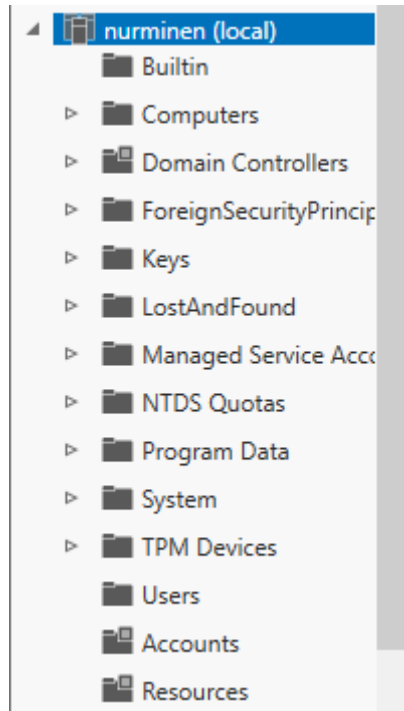 nurminen (local)
Builtin
Computers
Domain Controllers
ForeignSecurityPrincip
Keys
LostAndFound
Managed Service Acc
NTDS Quotas
Program Data
System
TPM Devices
Users
Accounts
Resources